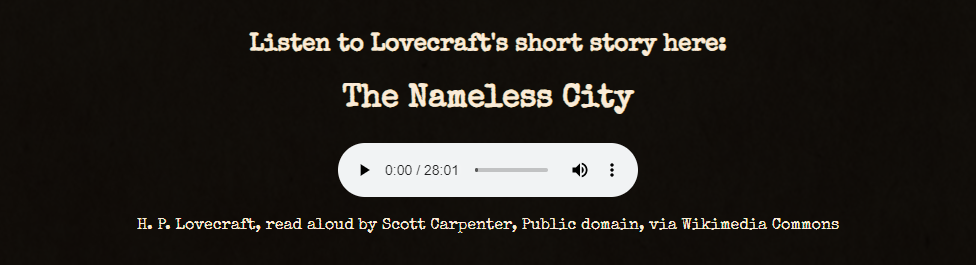 Listen to Lovecraft's short story here:
The Nameless City
0:00 / 28:01
H. P. Lovecraft, read aloud by Scott Carpenter, Public domain, via Wikimedia Commons